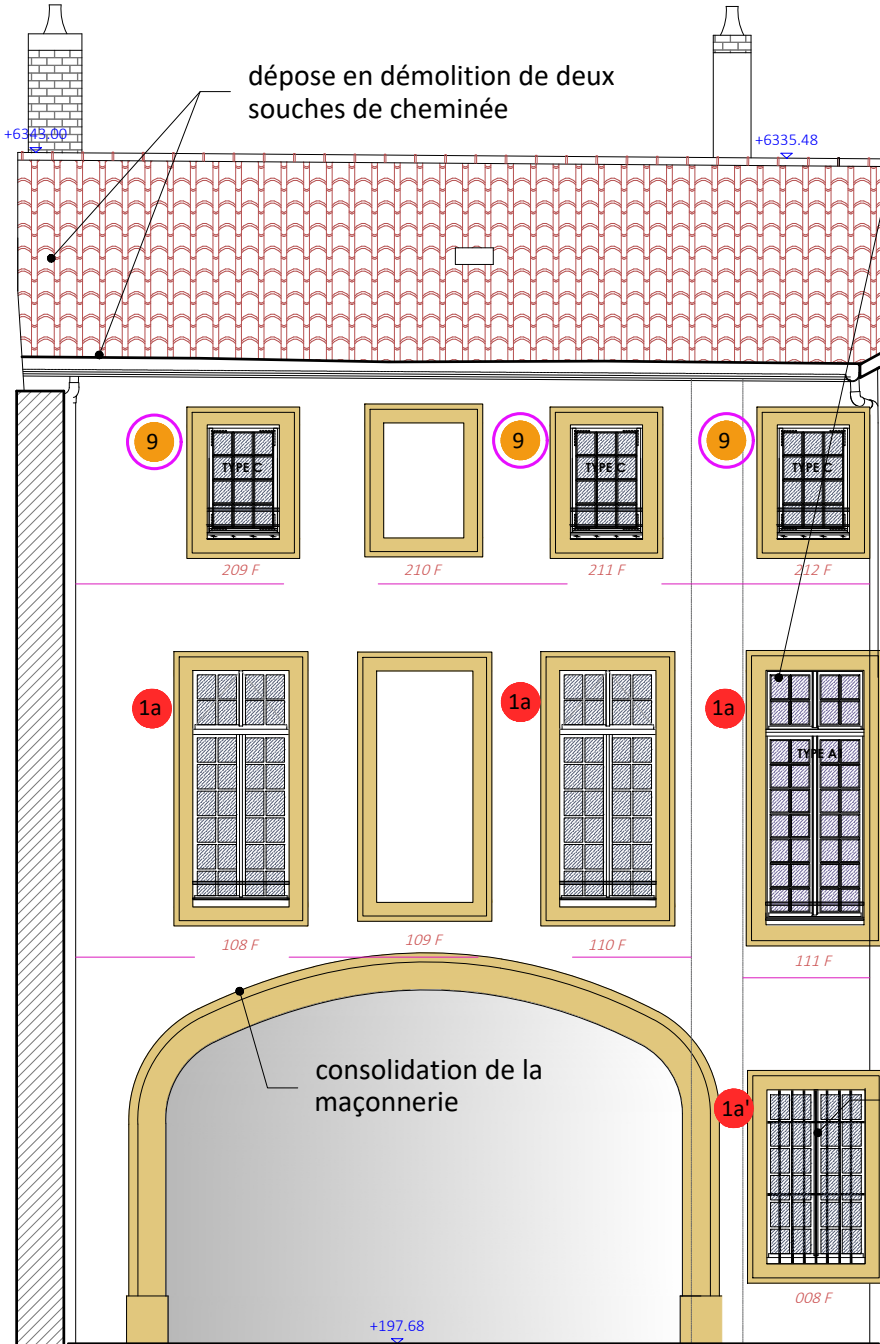 dépose en démolition de deux
souches de cheminée
+6343.00
+6335.48
9
9
9
TYPE C
TYPE C
TYPE C
209 F
210 F
211 F
212 F
1a
1a
1a
TYPE A
108 F
109 F
110 F
111 F
consolidation de la
maçonnerie
1a'
008 F
+197.68